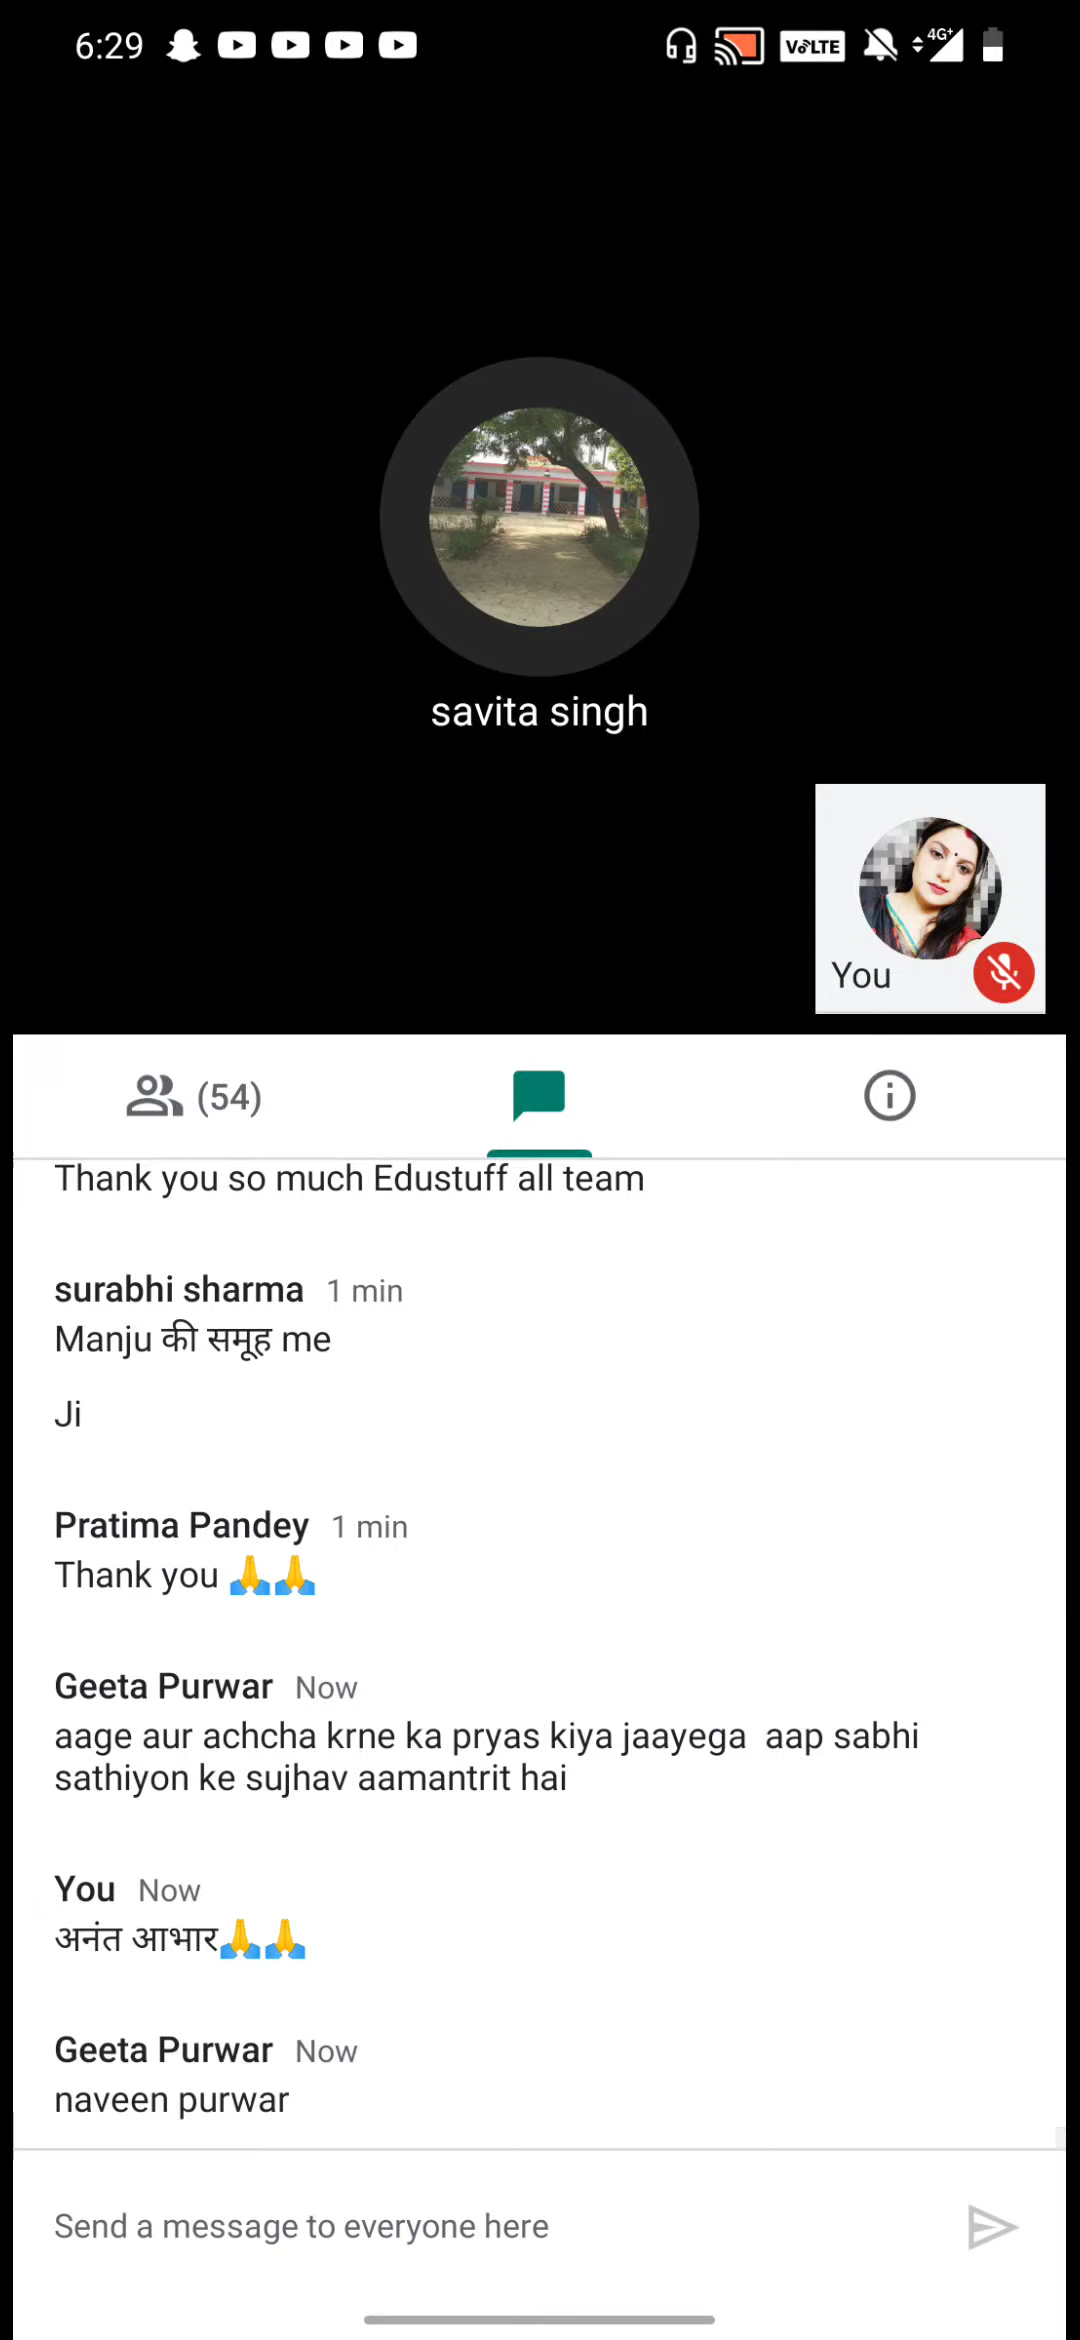 6:29
VoLTE
4G+
savita singh
You
(54)
Thank you so much Edustuff all team
surabhi sharma 1 min
Manju की समूह me
Ji
Pratima Pandey 1 min
Thank you 🙏🙏
Geeta Purwar Now
aage aur achcha krne ka pryas kiya jaayega  aap sabhi
sathiyon ke sujhav aamantrit hai
You Now
अनंत आभार🙏🙏
Geeta Purwar Now
naveen purwar
Send a message to everyone here